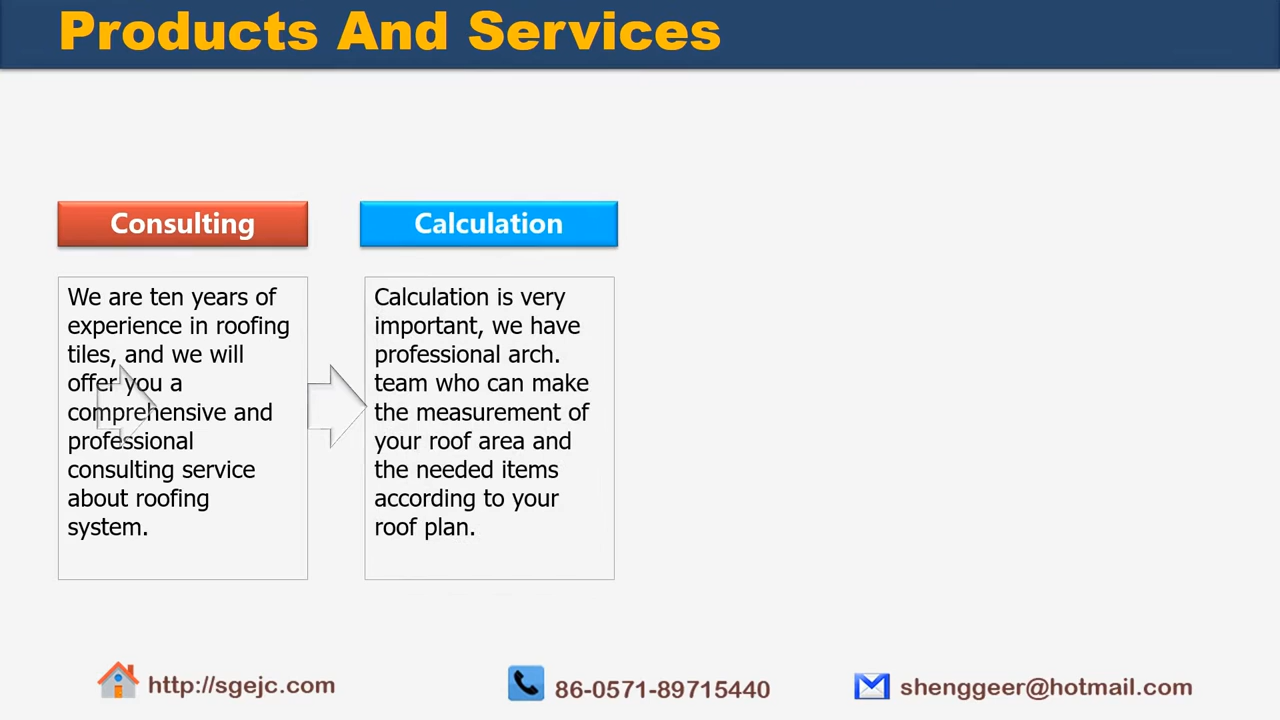 Products And Services
Consulting
We are ten years of
experience in roofing
tiles, and we will
offer you a
comprehensive and
professional
consulting service
about roofing
system.
Calculation
Calculation is very
important, we have
professional arch.
team who can make
the measurement of
your roof area and
the needed items
according to your
roof plan.
http://sgejc.com
86-0571-89715440
shenggeer@hotmail.com